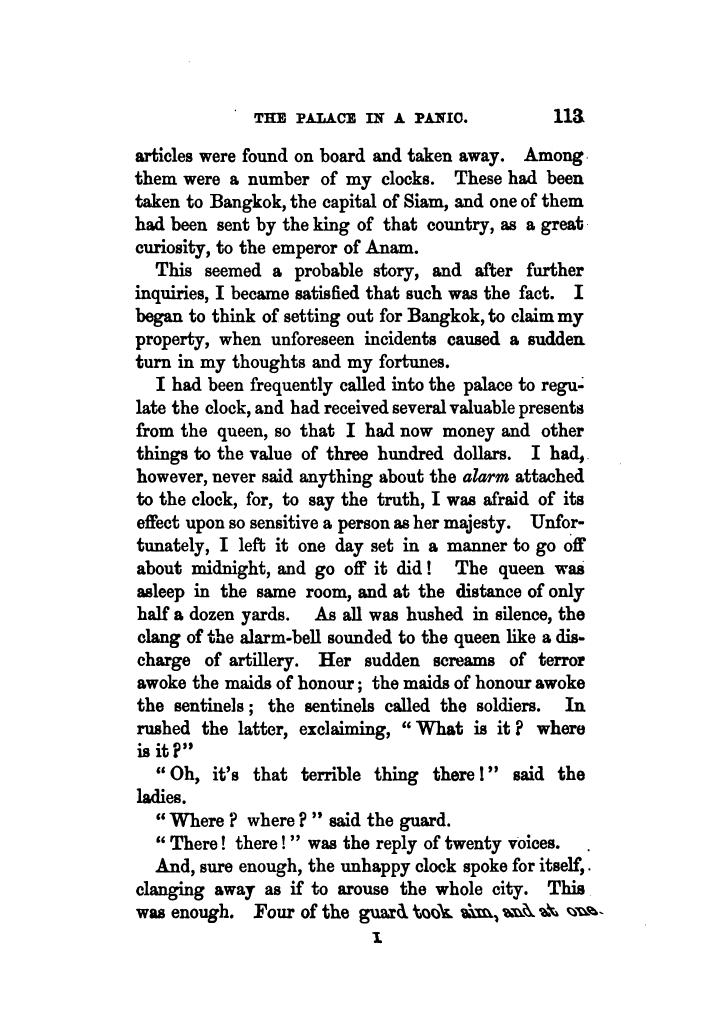 THE PALACE IN A PANIC. 113
articles were found on board and taken away. Among
them were a number of my clocks. These had been
taken to Bangkok, the capital of Siam, and one of them
had been sent by the king of that country, as a great
curiosity, to the emperor of Anam.
This seemed a probable story, and after further
inquiries, I became satisfied that such was the fact. I
began to think of setting out for Bangkok, to claim my
property, when unforeseen incidents caused a sudden
turn in my thoughts and my fortunes.
I had been frequently called into the palace to regu-
late the clock, and had received several valuable presents
from the queen, so that I had now money and other
things to the value of three hundred dollars. I had,
however, never said anything about the alarm attached
to the clock, for, to say the truth, I was afraid of its
effect upon so sensitive a person as her majesty. Unfor-
tunately, I left it one day set in a manner to go off
about midnight, and go off it did! The queen was
asleep in the same room, and at the distance of only
half a dozen yards. As all was hushed in silence, the
clang of the alarm-bell sounded to the queen like a dis-
charge of artillery. Her sudden screams of terror
awoke the maids of honour; the maids of honour awoke
the sentinels; the sentinels called the soldiers. In
rushed the latter, exclaiming, "What is it? where
is it?"
"Oh, it's that terrible thing there!" said the
ladies.
"Where? where?" said the guard.
"There! there!" was the reply of twenty voices.
And, sure enough, the unhappy clock spoke for itself,
clanging away as if to arouse the whole city. This
was enough. Four of the guard took aim, and at one
I